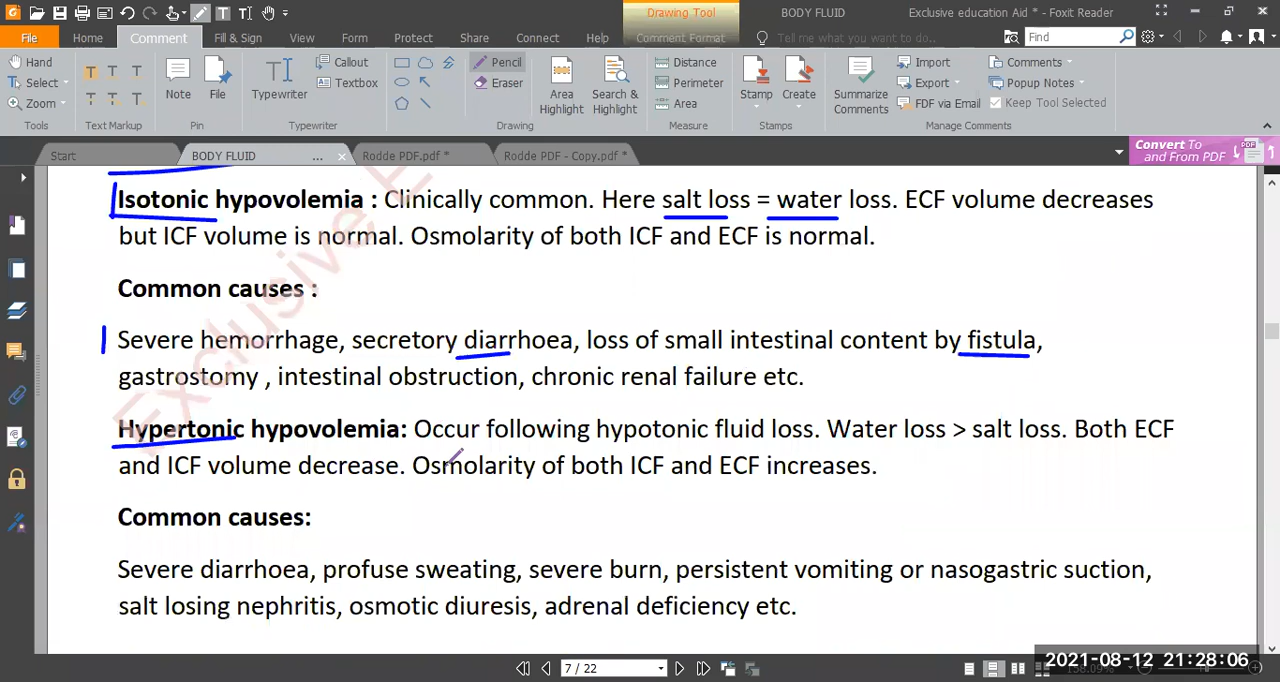 Drawing Tool BODY FLUID Exclusive education Aid * - Foxit Reader
File Home Comment Fill & Sign View Form Protect Share Connect Help Comment Format Tell me what you want to do... Find
Hand Select Zoom Tools
Text Markup
Note File Pin
Typewriter Callout Textbox Typewriter
Pencil Eraser Area Highlight Search & Highlight Drawing
Distance Perimeter Area Measure
Stamp Create Stamps
Summarize Comments Import Export FDF via Email Comments Popup Notes Keep Tool Selected Manage Comments
Start BODY FLUID ... Rodde PDF.pdf * Rodde PDF - Copy.pdf * Convert To and From PDF
Isotonic hypovolemia : Clinically common. Here salt loss = water loss. ECF volume decreases
but ICF volume is normal. Osmolarity of both ICF and ECF is normal.
Common causes :
Severe hemorrhage, secretory diarrhoea, loss of small intestinal content by fistula,
gastrostomy , intestinal obstruction, chronic renal failure etc.
Hypertonic hypovolemia: Occur following hypotonic fluid loss. Water loss > salt loss. Both ECF
and ICF volume decrease. Osmolarity of both ICF and ECF increases.
Common causes:
Severe diarrhoea, profuse sweating, severe burn, persistent vomiting or nasogastric suction,
salt losing nephritis, osmotic diuresis, adrenal deficiency etc.
Exclusive E
7 / 22
2021-08-12 21:28:06